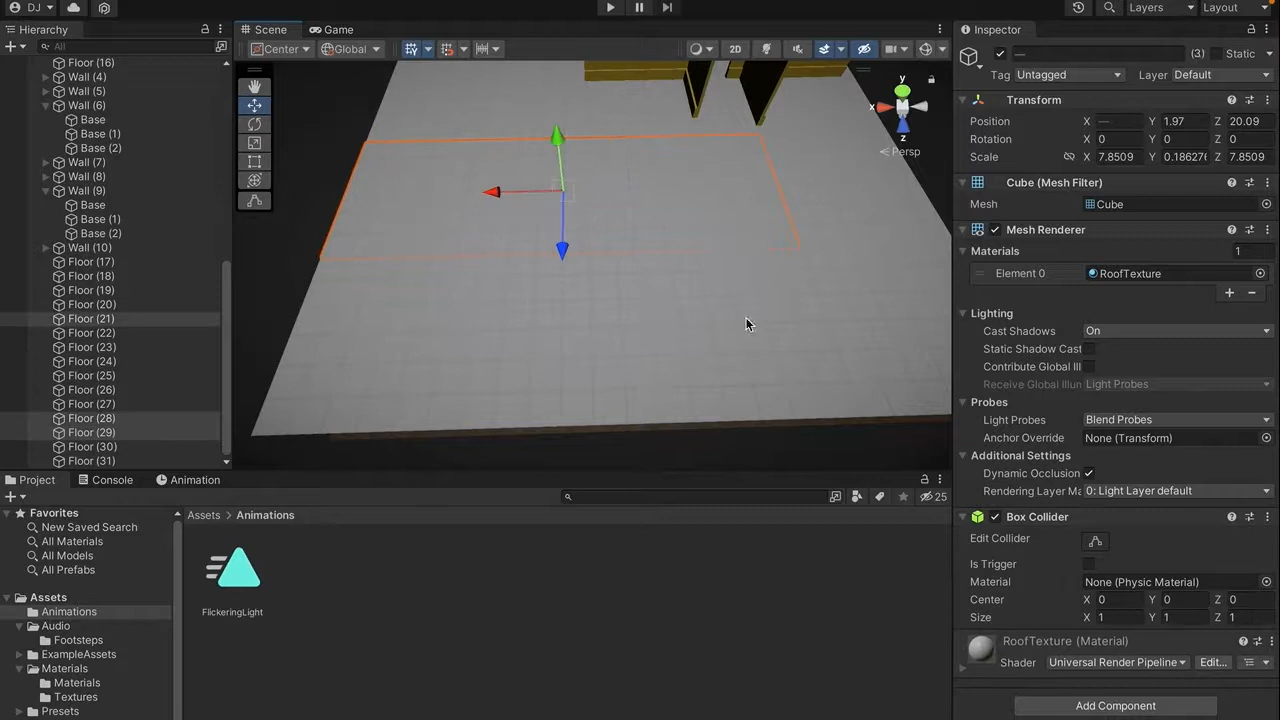 DJ
Layers
Layout
Hierarchy
All
Floor (16)
Wall (4)
Wall (5)
Wall (6)
Base
Base (1)
Base (2)
Wall (7)
Wall (8)
Wall (9)
Base
Base (1)
Base (2)
Wall (10)
Floor (17)
Floor (18)
Floor (19)
Floor (20)
Floor (21)
Floor (22)
Floor (23)
Floor (24)
Floor (25)
Floor (26)
Floor (27)
Floor (28)
Floor (29)
Floor (30)
Floor (31)
Scene
Game
Center
Global
2D
y
x
z
Persp
Inspector
—
(3)
Static
Tag Untagged
Layer Default
Transform
Position X — Y 1.97 Z 20.09
Rotation X 0 Y 0 Z 0
Scale X 7.8509 Y 0.186276 Z 7.8509
Cube (Mesh Filter)
Mesh Cube
Mesh Renderer
Materials 1
Element 0 RoofTexture
Lighting
Cast Shadows On
Static Shadow Cast
Contribute Global Ill
Receive Global Illun Light Probes
Probes
Light Probes Blend Probes
Anchor Override None (Transform)
Additional Settings
Dynamic Occlusion
Rendering Layer Ma 0: Light Layer default
Box Collider
Edit Collider
Is Trigger
Material None (Physic Material)
Center X 0 Y 0 Z 0
Size X 1 Y 1 Z 1
RoofTexture (Material)
Shader Universal Render Pipeline Edit...
Add Component
Project
Console
Animation
25
Favorites
New Saved Search
All Materials
All Models
All Prefabs
Assets
Animations
Audio
Footsteps
ExampleAssets
Materials
Materials
Textures
Presets
Assets > Animations
FlickeringLight